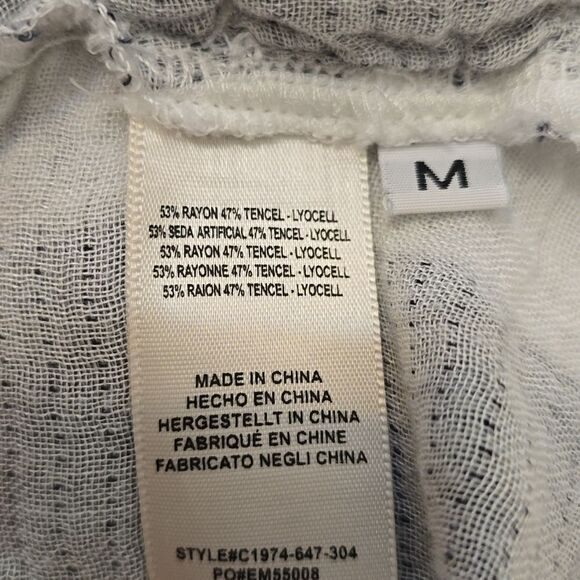 M
53% RAYON 47% TENCEL - LYOCELL
53% SEDA ARTIFICIAL 47% TENCEL - LYOCELL
53% RAYON 47% TENCEL - LYOCELL
53% RAYONNE 47% TENCEL - LYOCELL
53% RAION 47% TENCEL - LYOCELL
MADE IN CHINA
HECHO EN CHINA
HERGESTELLT IN CHINA
FABRIQUÉ EN CHINE
FABRICATO NEGLI CHINA
STYLE#C1974-647-304
PO#EM55008